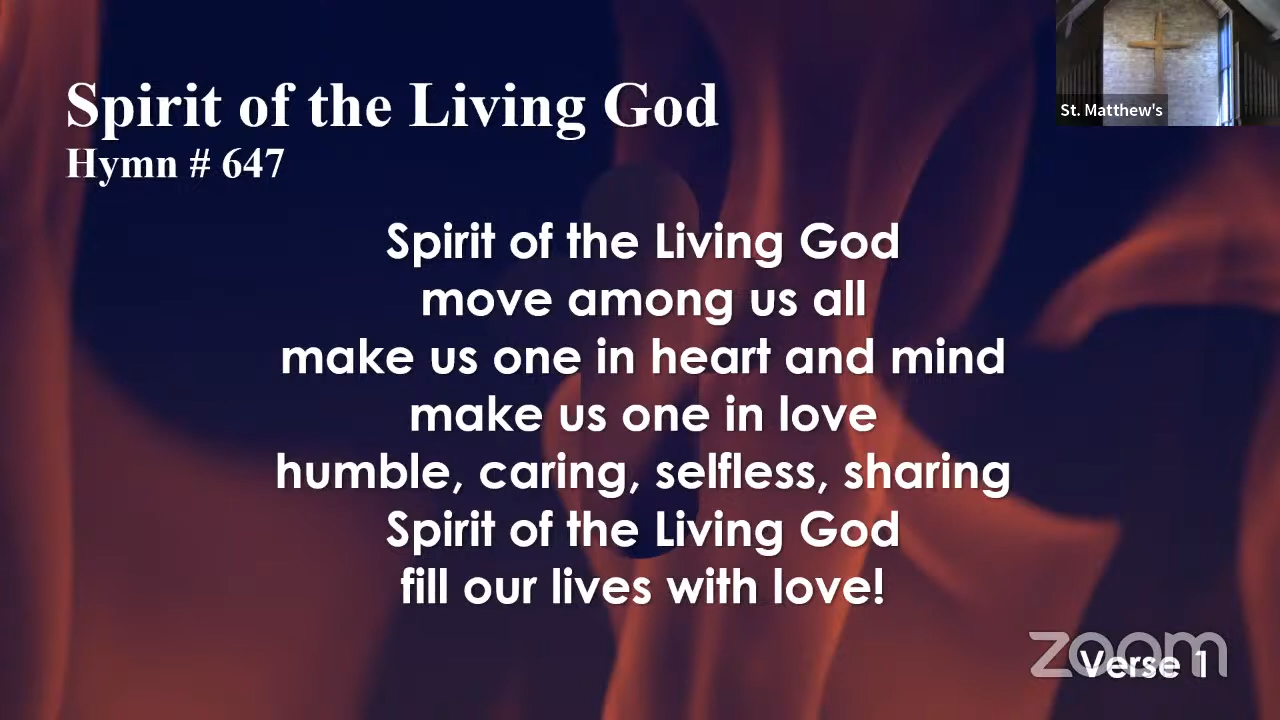 Spirit of the Living God
Hymn # 647
St. Matthew's
Spirit of the Living God
move among us all
make us one in heart and mind
make us one in love
humble, caring, selfless, sharing
Spirit of the Living God
fill our lives with love!
zoom
Verse 1